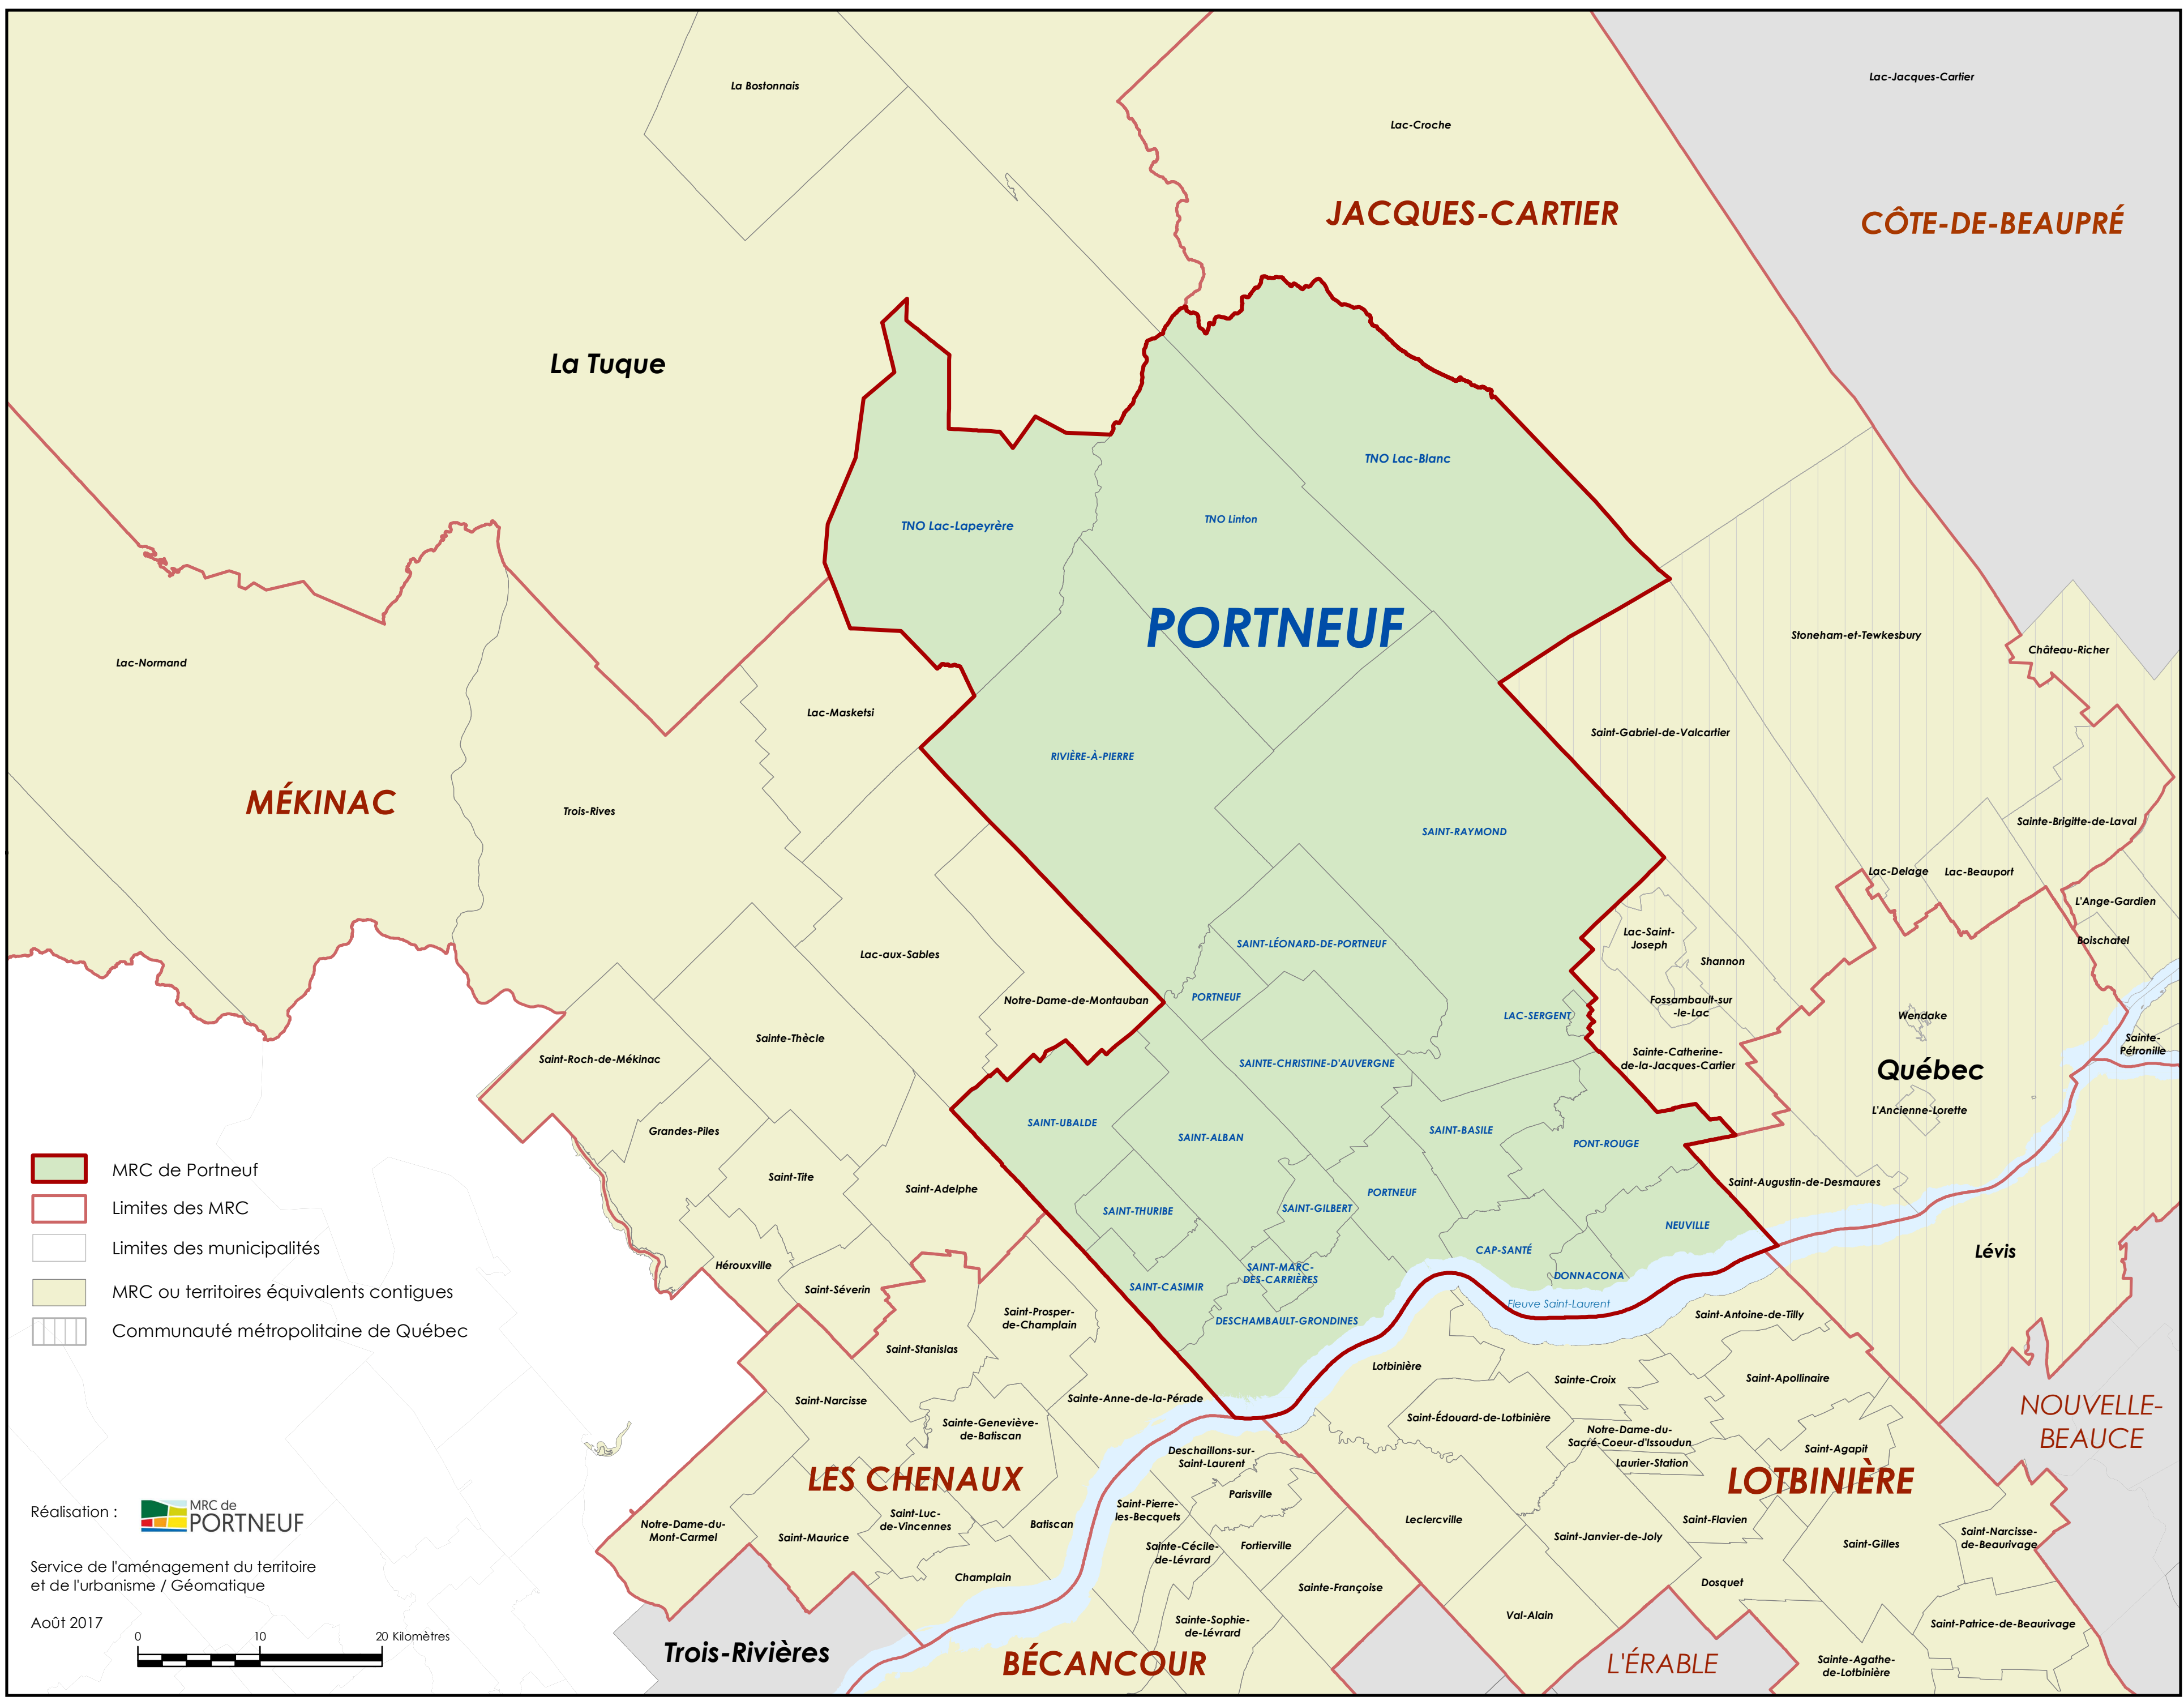 La Bostonnais
Lac-Jacques-Cartier
Lac-Croche
JACQUES-CARTIER
CÔTE-DE-BEAUPRÉ
La Tuque
TNO Lac-Blanc
TNO Linton
TNO Lac-Lapeyrère
PORTNEUF
Stoneham-et-Tewkesbury
Château-Richer
Lac-Normand
Lac-Masketsi
Saint-Gabriel-de-Valcartier
RIVIÈRE-À-PIERRE
MÉKINAC
Trois-Rives
SAINT-RAYMOND
Sainte-Brigitte-de-Laval
Lac-Delage
Lac-Beauport
L'Ange-Gardien
Lac-Saint-
Joseph
Boischatel
SAINT-LÉONARD-DE-PORTNEUF
Lac-aux-Sables
Shannon
PORTNEUF
Notre-Dame-de-Montauban
Fossambault-sur
-le-Lac
LAC-SERGENT
Wendake
Sainte-
Pétronille
Sainte-Thècle
Saint-Roch-de-Mékinac
Sainte-Catherine-
de-la-Jacques-Cartier
SAINTE-CHRISTINE-D'AUVERGNE
Québec
L'Ancienne-Lorette
SAINT-UBALDE
Grandes-Piles
SAINT-ALBAN
SAINT-BASILE
PONT-ROUGE
MRC de Portneuf
Saint-Tite
Saint-Adelphe
PORTNEUF
Saint-Augustin-de-Desmaures
Limites des MRC
SAINT-THURIBE
SAINT-GILBERT
NEUVILLE
Limites des municipalités
CAP-SANTÉ
Lévis
Hérouxville
SAINT-MARC-
DES-CARRIÈRES
DONNACONA
MRC ou territoires équivalents contigues
Saint-Séverin
SAINT-CASIMIR
Fleuve Saint-Laurent
Saint-Prosper-
de-Champlain
DESCHAMBAULT-GRONDINES
Saint-Antoine-de-Tilly
Communauté métropolitaine de Québec
Saint-Stanislas
Lotbinière
Sainte-Croix
Saint-Apollinaire
Saint-Narcisse
Sainte-Anne-de-la-Pérade
NOUVELLE-
BEAUCE
Sainte-Geneviève-
de-Batiscan
Saint-Édouard-de-Lotbinière
Notre-Dame-du-
Sacré-Coeur-d'Issoudun
Deschaillons-sur-
Saint-Laurent
Saint-Agapit
Laurier-Station
LES CHENAUX
LOTBINIÈRE
Parisville
Réalisation :
MRC de
PORTNEUF
Saint-Pierre-
les-Becquets
Saint-Luc-
de-Vincennes
Notre-Dame-du-
Mont-Carmel
Saint-Maurice
Batiscan
Leclercville
Saint-Flavien
Saint-Janvier-de-Joly
Saint-Gilles
Saint-Narcisse-
de-Beaurivage
Sainte-Cécile-
de-Lévrard
Fortierville
Service de l'aménagement du territoire
et de l'urbanisme / Géomatique
Champlain
Sainte-Françoise
Dosquet
Août 2017
Sainte-Sophie-
de-Lévrard
Val-Alain
Saint-Patrice-de-Beaurivage
0 10 20 Kilomètres
Trois-Rivières
BÉCANCOUR
L'ÉRABLE
Sainte-Agathe-
de-Lotbinière